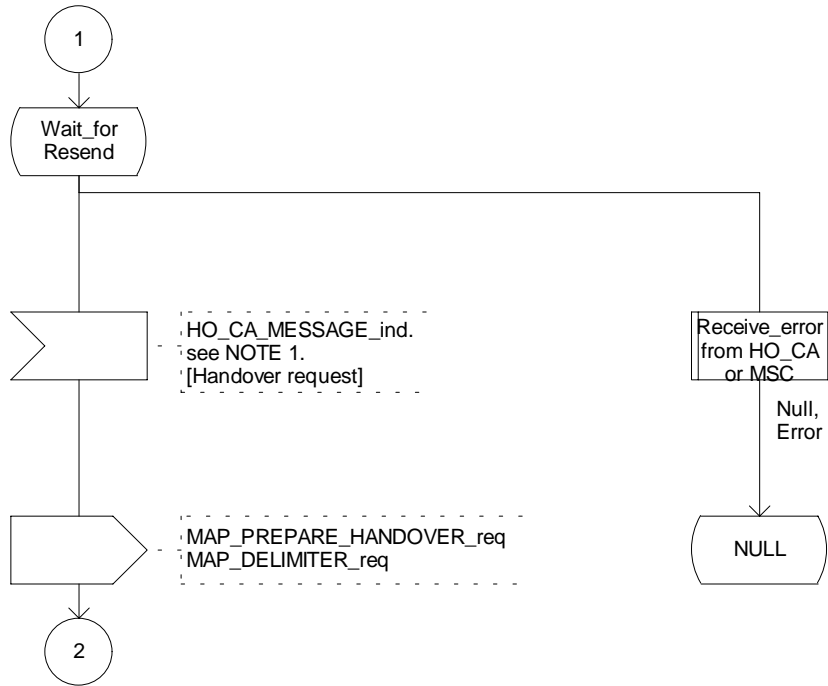 1
Wait_for
Resend
HO_CA_MESSAGE_ind.
see NOTE 1.
[Handover request]
Receive_error
from HO_CA
or MSC
Null,
Error
MAP_PREPARE_HANDOVER_req
MAP_DELIMITER_req
NULL
2